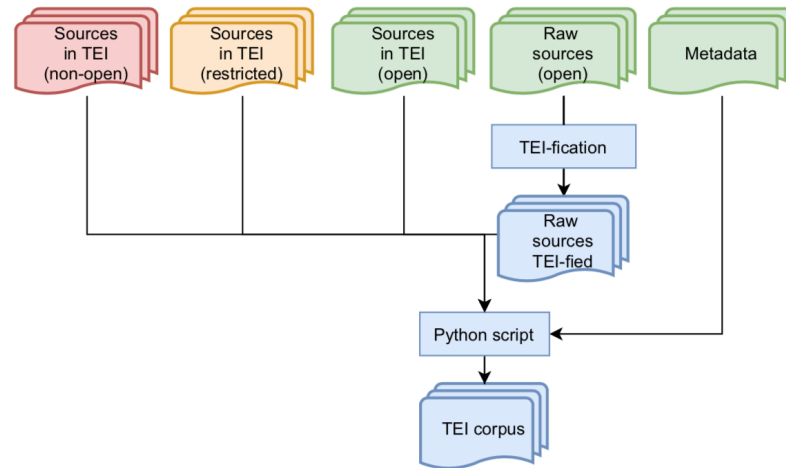 Sources
in TEI
(non-open)
Sources
in TEI
(restricted)
Sources
in TEI
(open)
Raw
sources
(open)
Metadata
TEI-fication
Raw
sources
TEI-fied
Python script
TEI corpus